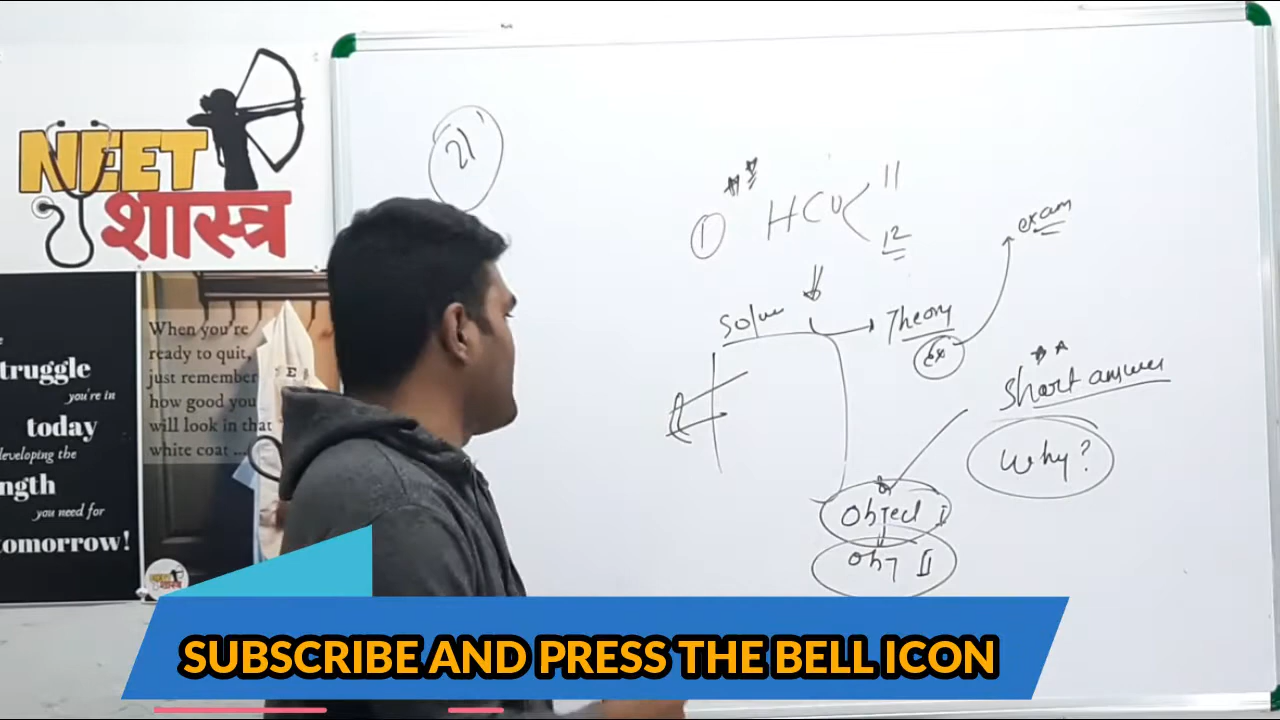 NEET
शास्त्र
truggle
you're in
today
developing the
ngth
you need for
tomorrow!
When you're
ready to quit,
just remember
how good you
will look in that
white coat ...
NEET
शास्त्र
21
1 HCV 11
12
exam
Solve
Theory
ex
Short answer
Why?
Object I
Obj II
SUBSCRIBE AND PRESS THE BELL ICON